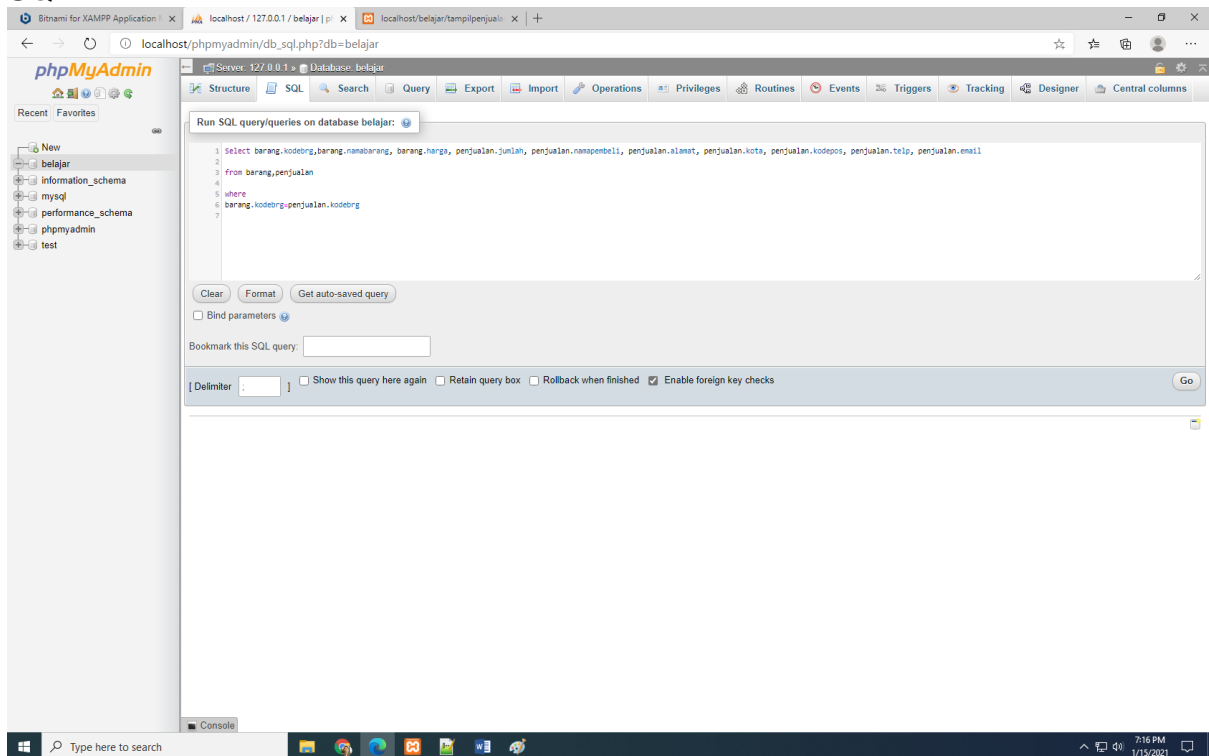 Bitnami for XAMPP Application
localhost / 127.0.0.1 / belajar | ph
localhost/belajar/tampilpenjuala
localhost/phpmyadmin/db_sql.php?db=belajar
phpMyAdmin
Recent Favorites
New
belajar
information_schema
mysql
performance_schema
phpmyadmin
test
Server: 127.0.0.1 » Database: belajar
Structure SQL Search Query Export Import Operations Privileges Routines Events Triggers Tracking Designer Central columns
Run SQL query/queries on database belajar:
1 Select barang.kodebrg,barang.namabarang, barang.harga, penjualan.jumlah, penjualan.namapembeli, penjualan.alamat, penjualan.kota, penjualan.kodepos, penjualan.telp, penjualan.email
2
3 from barang,penjualan
4
5 where
6 barang.kodebrg=penjualan.kodebrg
7
Clear Format Get auto-saved query
Bind parameters
Bookmark this SQL query:
[ Delimiter ; ] Show this query here again Retain query box Rollback when finished Enable foreign key checks Go
Console
Type here to search
7:16 PM
1/15/2021